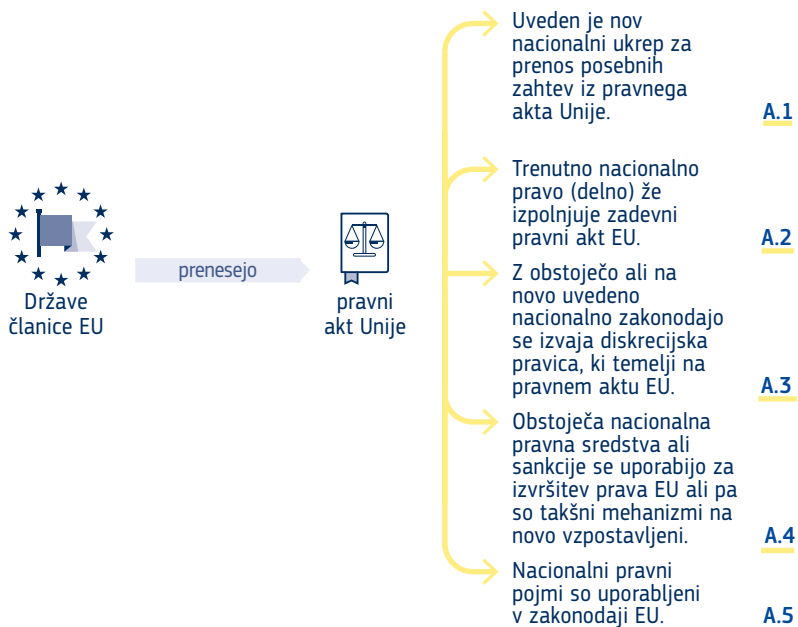 Države
članice EU
prenesejo
pravni
akt Unije
Uveden je nov
nacionalni ukrep za
prenos posebnih
zahtev iz pravnega
akta Unije.
A.1
Trenutno nacionalno
pravo (delno) že
izpolnjuje zadevni
pravni akt EU.
A.2
Z obstoječo ali na
novo uvedeno
nacionalno zakonodajo
se izvaja diskrecijska
pravica, ki temelji na
pravnem aktu EU.
A.3
Obstoječa nacionalna
pravna sredstva ali
sankcije se uporabijo za
izvršitev prava EU ali pa
so takšni mehanizmi na
novo vzpostavljeni.
A.4
Nacionalni pravni
pojmi so uporabljeni
v zakonodaji EU.
A.5